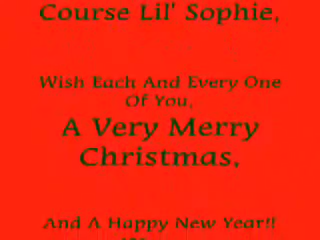 Course Lil' Sophie,
Wish Each And Every One
Of You,
A Very Merry
Christmas,
And A Happy New Year!!